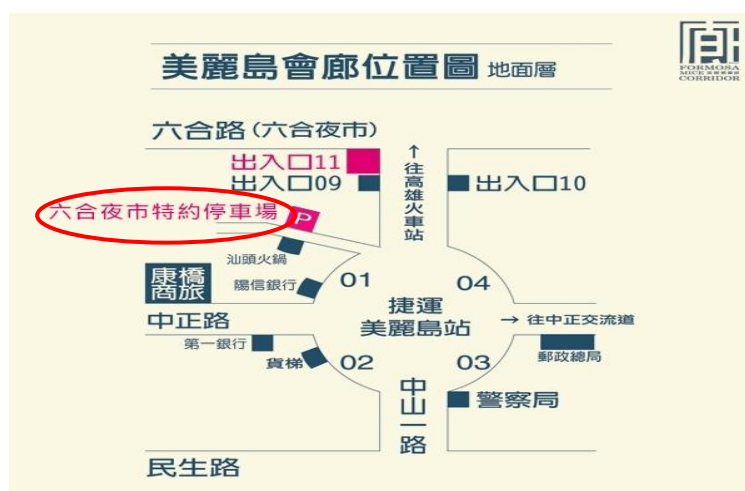 美麗島會廊位置圖 地面層
FORMOSA
MICE 美麗島會廊
CORRIDOR
六合路(六合夜市)
出入口11
出入口09
↑往高雄火車站
出入口10
六合夜市特約停車場
P
汕頭火鍋
康橋
商旅
陽信銀行
01
04
捷運
美麗島站
→ 往中正交流道
中正路
第一銀行
貨梯
02
03
郵政總局
中山一路
警察局
民生路